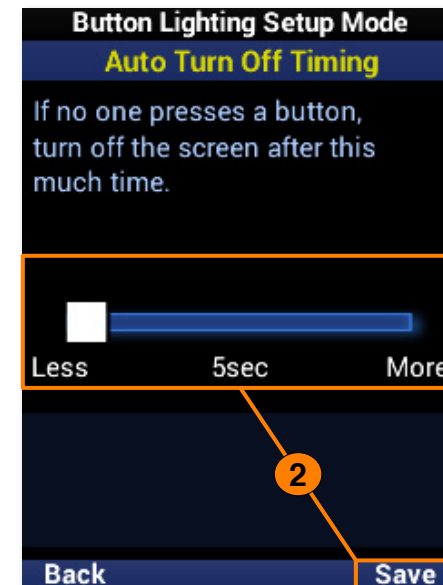 Button Lighting Setup Mode
Auto Turn Off Timing
If no one presses a button,
turn off the screen after this
much time.
Less 5sec More
2
Back Save